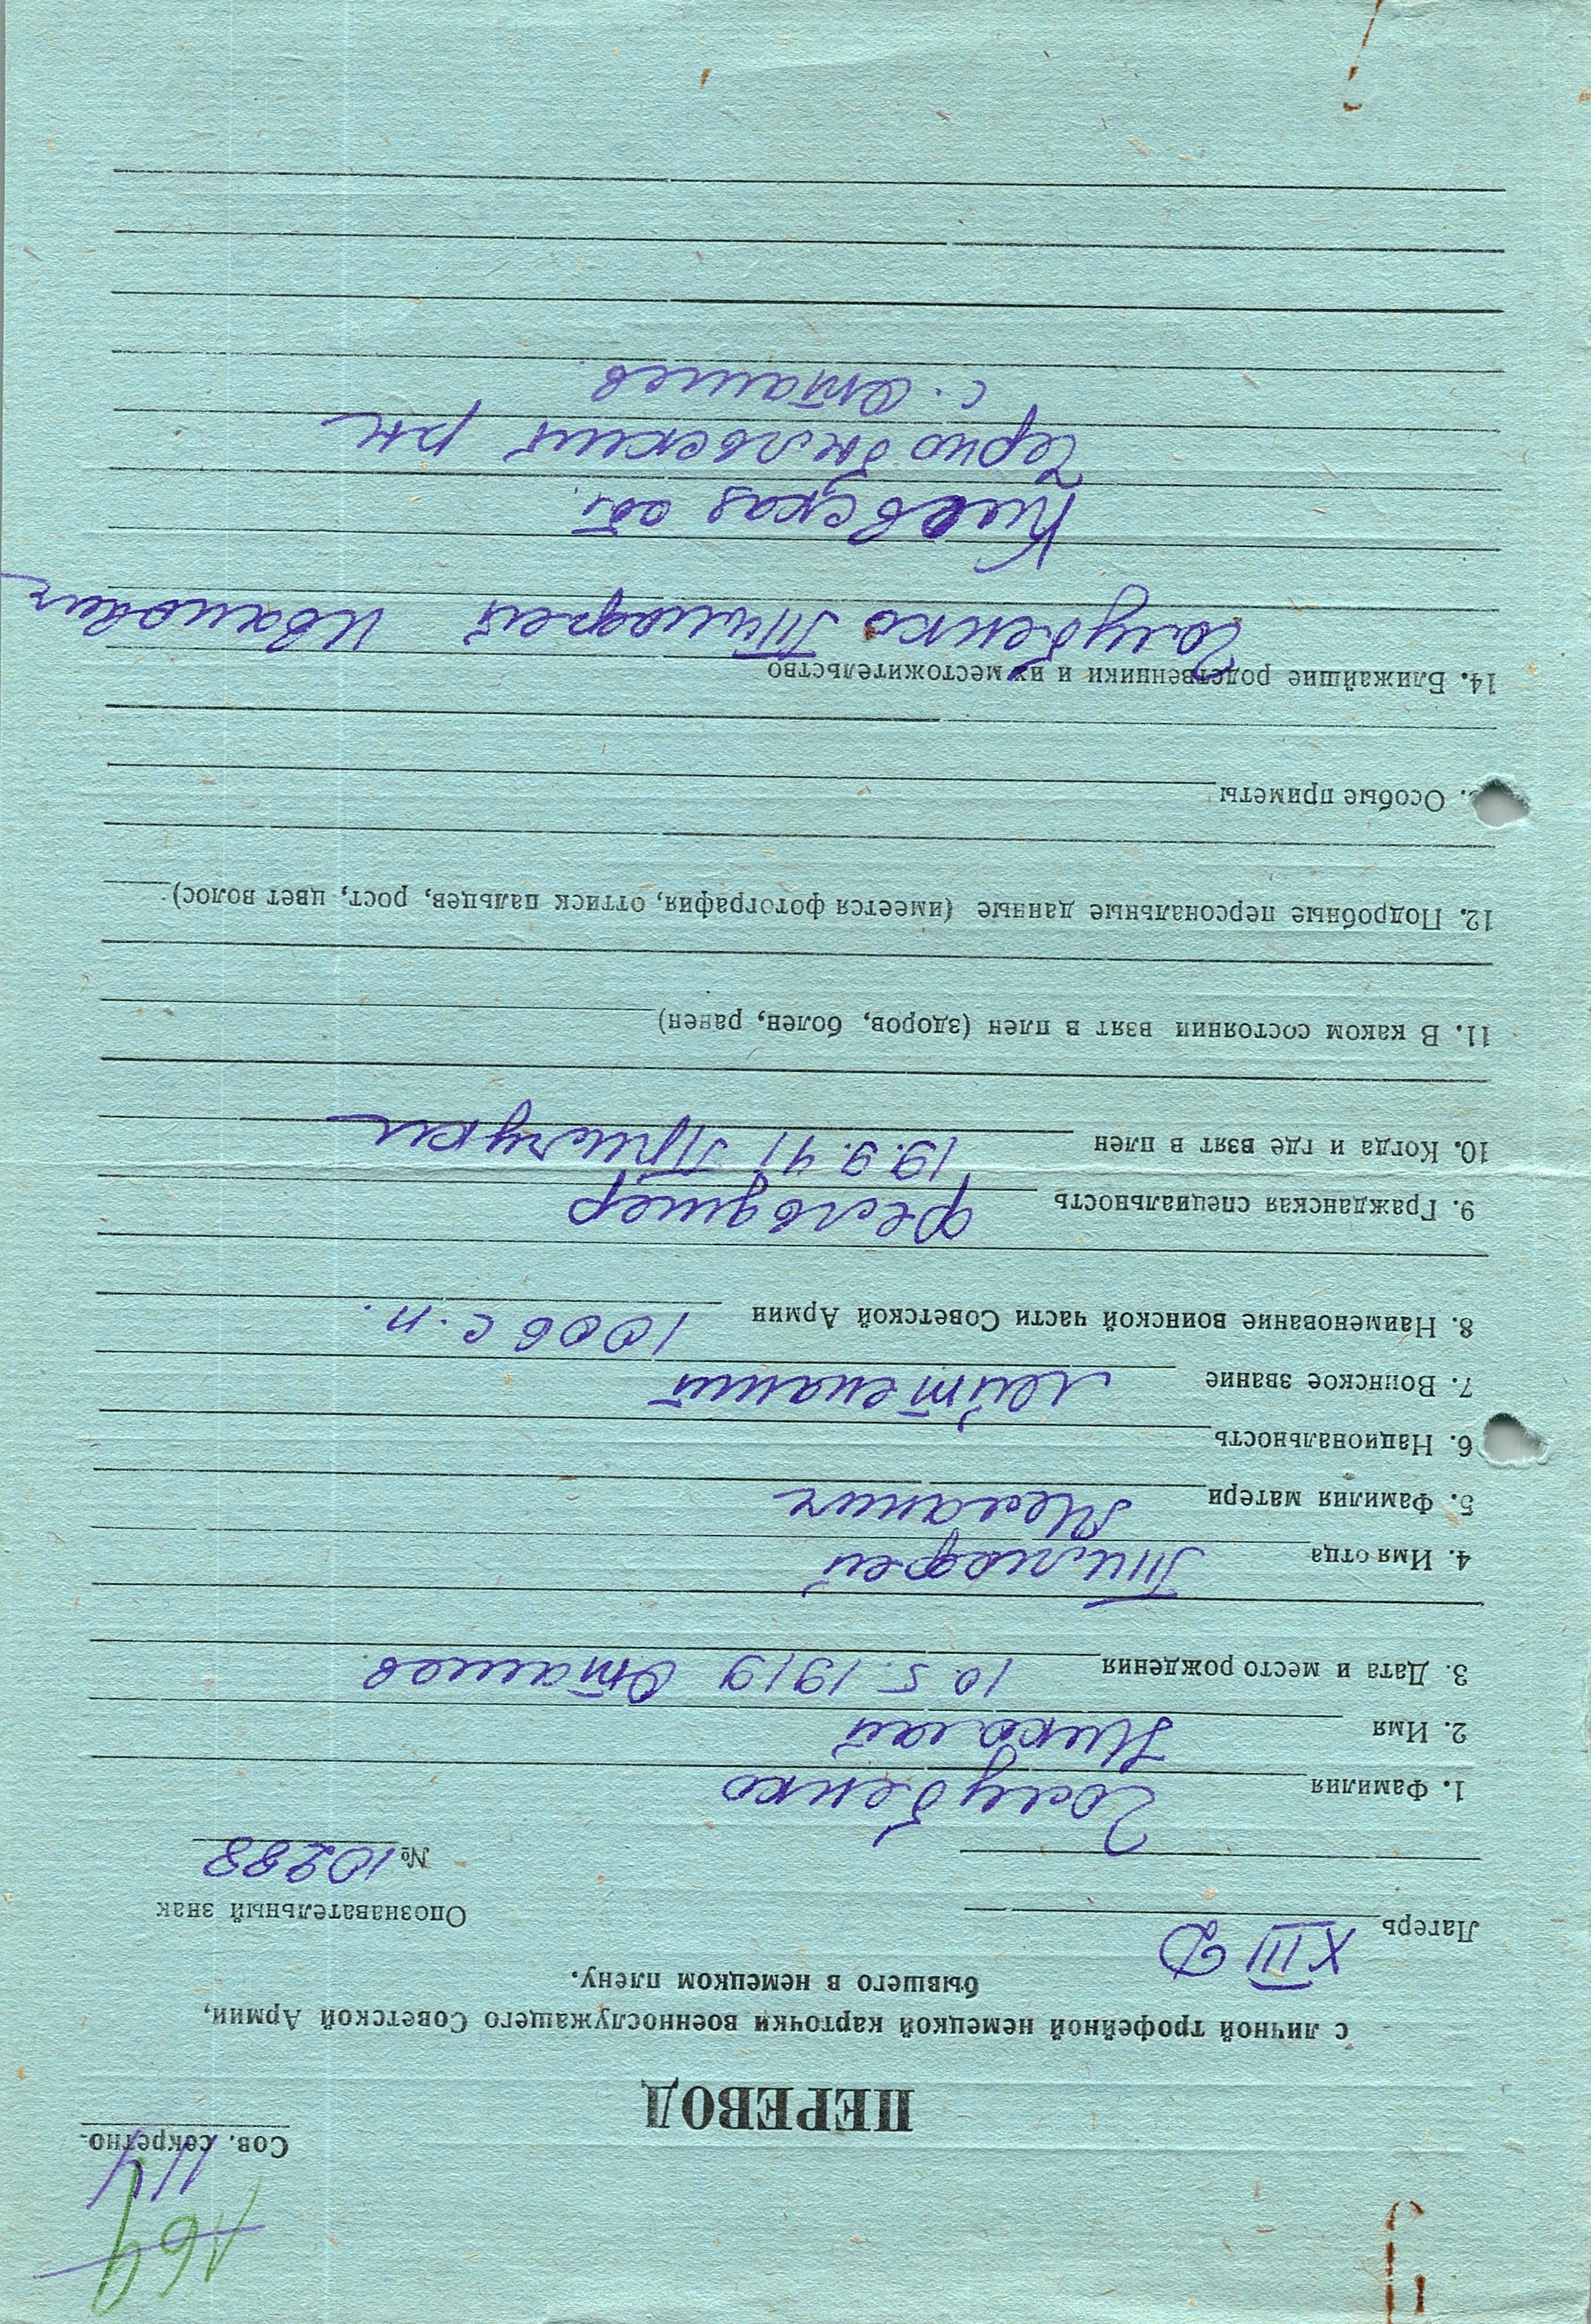 164
114
Сов. секретно.
ПЕРЕВОД
с личной трофейной немецкой карточки военнослужащего Советской Армии,
бывшего в немецком плену.
Лагерь XIII D
Опознавательный знак
№ 10288
1. Фамилия Голубенко
2. Имя Николай
3. Дата и место рождения 10.5.1919 Оташев
4. Имя отца Тимофей
5. Фамилия матери
6. Национальность
7. Воинское звание Лейтенант
8. Наименование воинской части Советской Армии 1006 с.п.
9. Гражданская специальность фельдшер
10. Когда и где взят в плен 19.9.41 Прилуки
11. В каком состоянии взят в плен (здоров, болен, ранен)
12. Подробные персональные данные (имеется фотография, оттиск пальцев, рост, цвет волос)
. Особые приметы
14. Ближайшие родственники и их местожительство
Голубенко Тимофей Иванович
Киевская обл.
Чернобыльский р-н
с. Оташев.